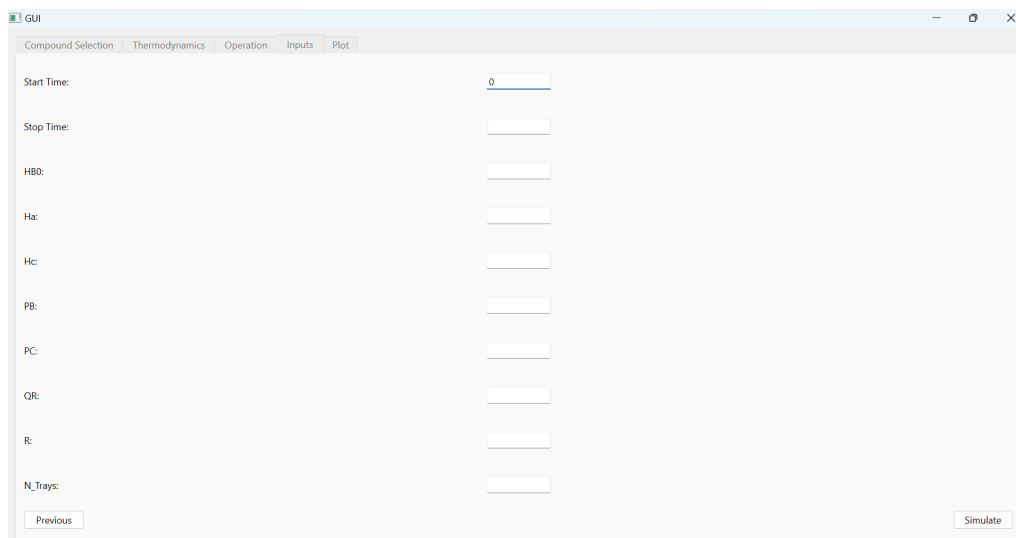 GUI
Compound Selection Thermodynamics Operation Inputs Plot
Start Time: 0
Stop Time:
HB0:
Ha:
Hc:
PB:
PC:
QR:
R:
N_Trays:
Previous Simulate